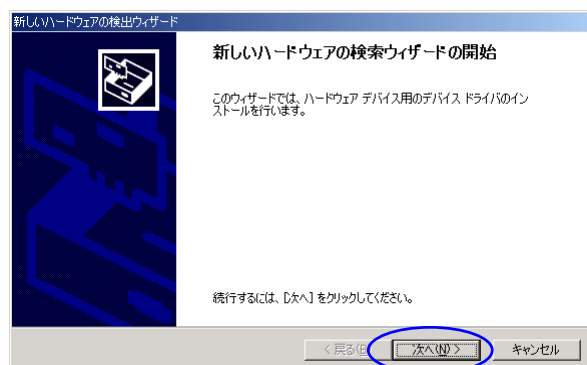 新しいハードウェアの検出ウィザード
新しいハードウェアの検索ウィザードの開始
このウィザードでは、ハードウェア デバイス用のデバイス ドライバのイン
ストールを行います。
続行するには、[次へ] をクリックしてください。
< 戻る(B) 次へ(N) > キャンセル